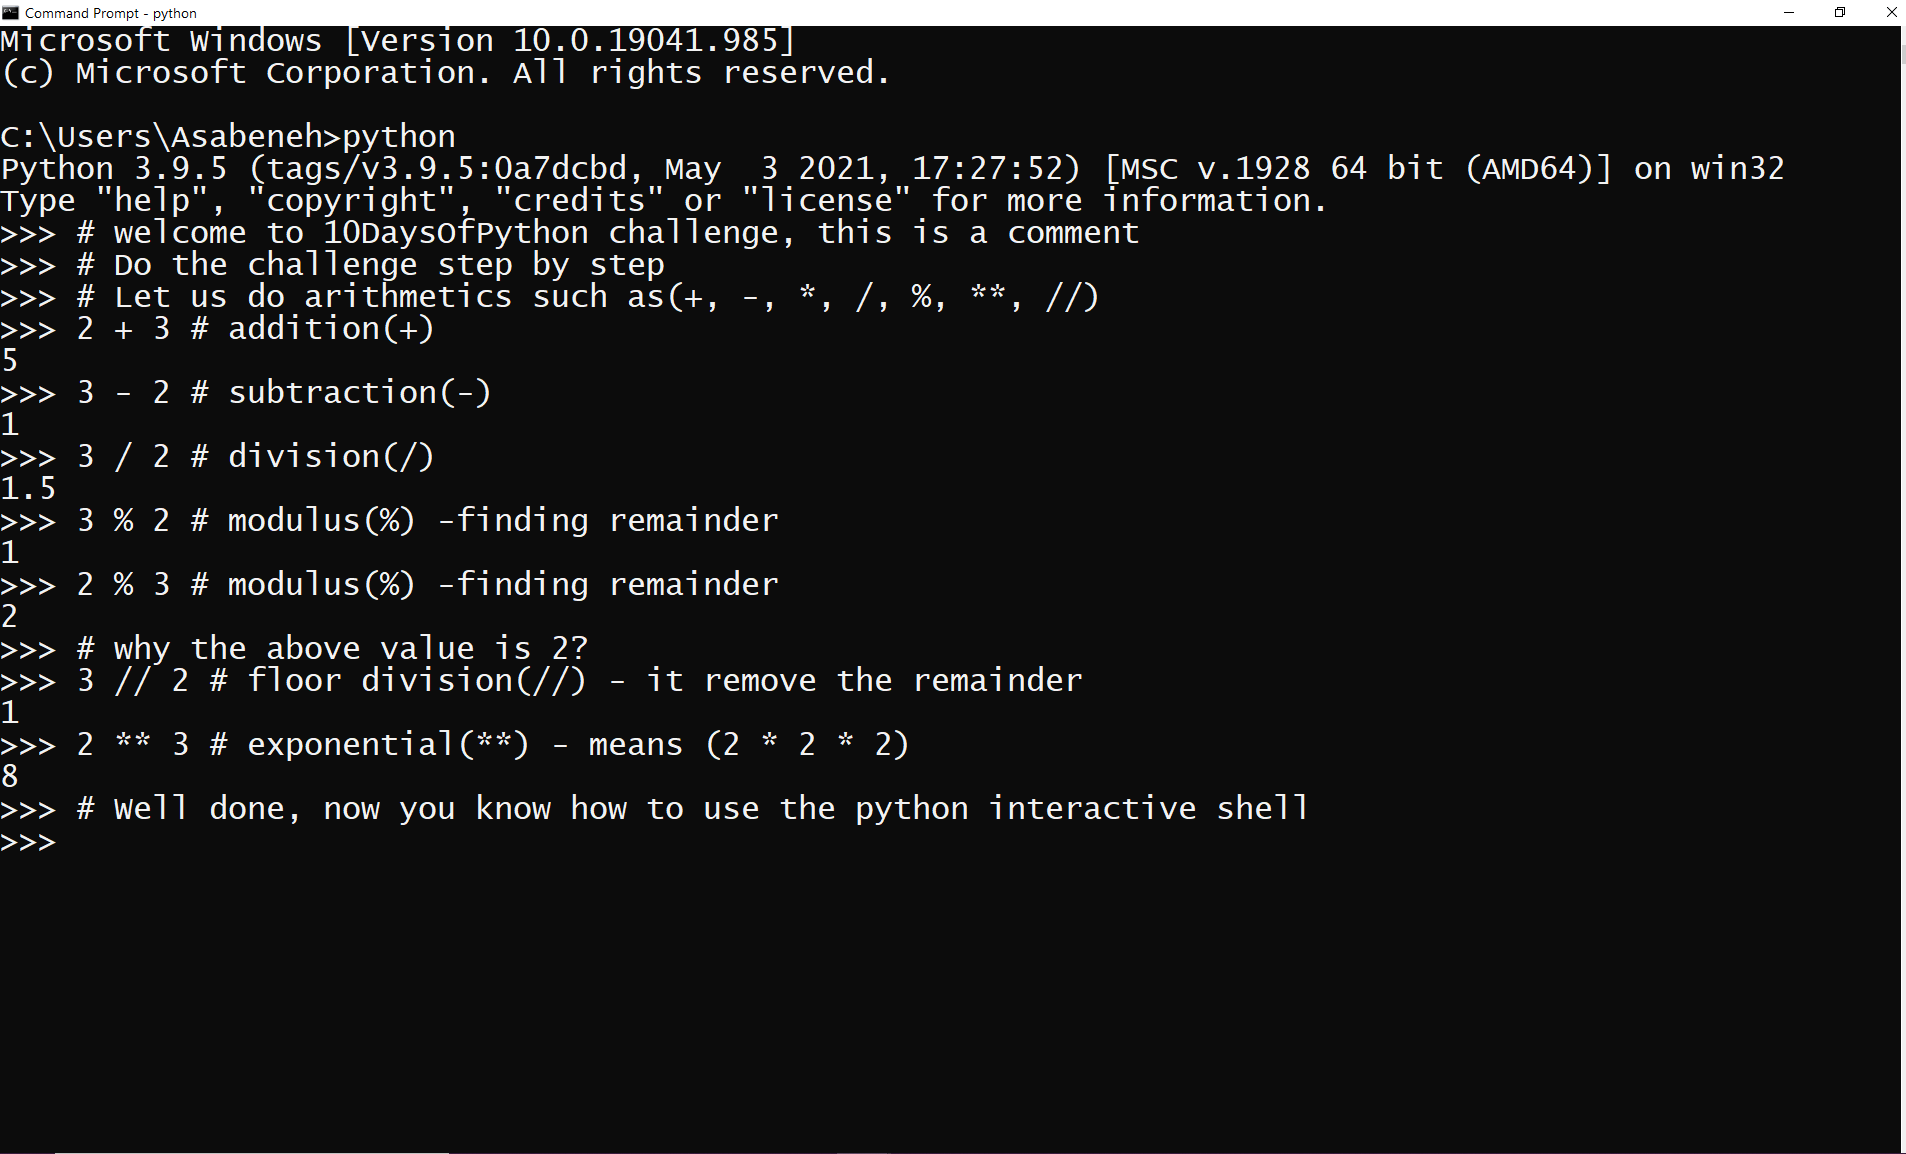 Command Prompt - python
Microsoft Windows [Version 10.0.19041.985]
(c) Microsoft Corporation. All rights reserved.
C:\Users\Asabeneh>python
Python 3.9.5 (tags/v3.9.5:0a7dcbd, May  3 2021, 17:27:52) [MSC v.1928 64 bit (AMD64)] on win32
Type "help", "copyright", "credits" or "license" for more information.
>>> # welcome to 10DaysOfPython challenge, this is a comment
>>> # Do the challenge step by step
>>> # Let us do arithmetics such as(+, -, *, /, %, **, //)
>>> 2 + 3 # addition(+)
5
>>> 3 - 2 # subtraction(-)
1
>>> 3 / 2 # division(/)
1.5
>>> 3 % 2 # modulus(%) -finding remainder
1
>>> 2 % 3 # modulus(%) -finding remainder
2
>>> # why the above value is 2?
>>> 3 // 2 # floor division(//) - it remove the remainder
1
>>> 2 ** 3 # exponential(**) - means (2 * 2 * 2)
8
>>> # Well done, now you know how to use the python interactive shell
>>>